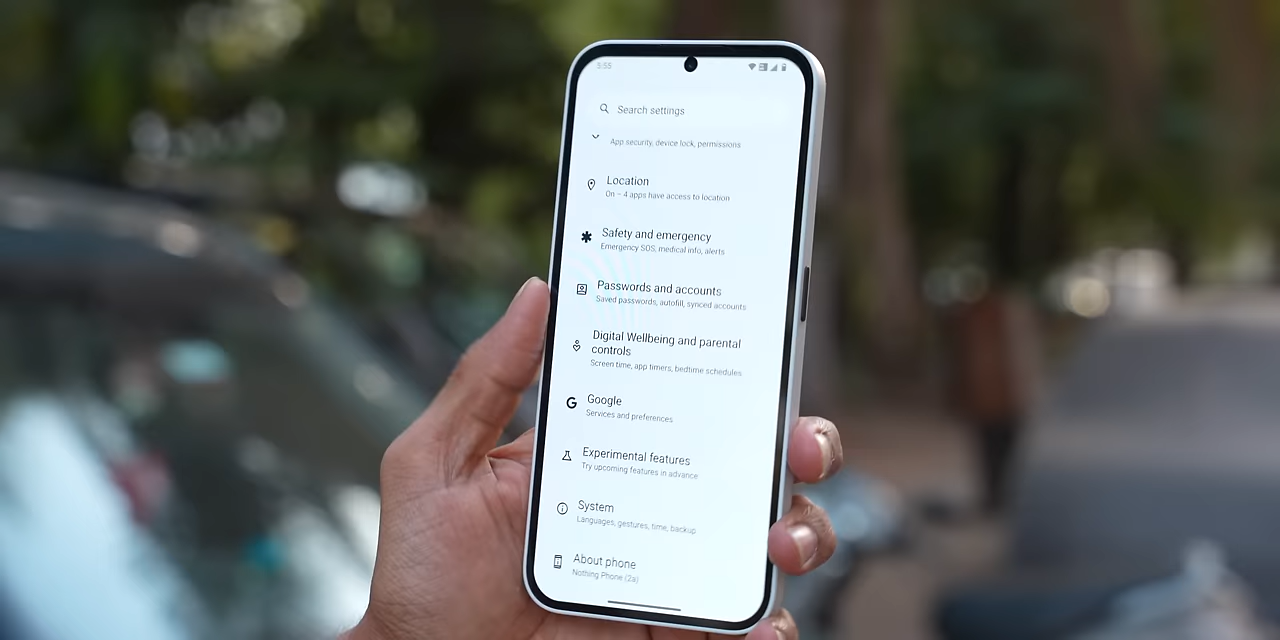 5:55
Search settings
App security, device lock, permissions
Location
On – 4 apps have access to location
Safety and emergency
Emergency SOS, medical info, alerts
Passwords and accounts
Saved passwords, autofill, synced accounts
Digital Wellbeing and parental
controls
Screen time, app timers, bedtime schedules
Google
Services and preferences
Experimental features
Try upcoming features in advance
System
Languages, gestures, time, backup
About phone
Nothing Phone (2a)